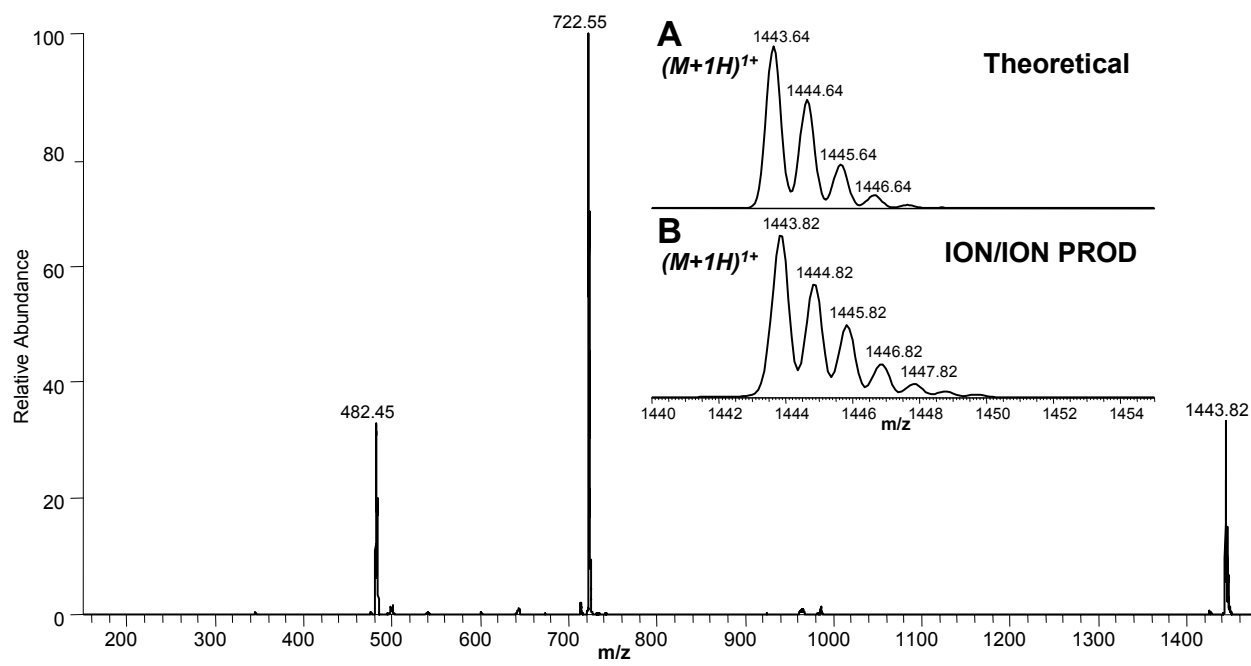 722.55
100
80
60
40
20
0
Relative Abundance
482.45
1443.82
200 300 400 500 600 700 800 900 1000 1100 1200 1300 1400
m/z
A
(M+1H)1+
Theoretical
1443.64
1444.64
1445.64
1446.64
B
(M+1H)1+
ION/ION PROD
1443.82
1444.82
1445.82
1446.82
1447.82
1440 1442 1444 1446 1448 1450 1452 1454
m/z